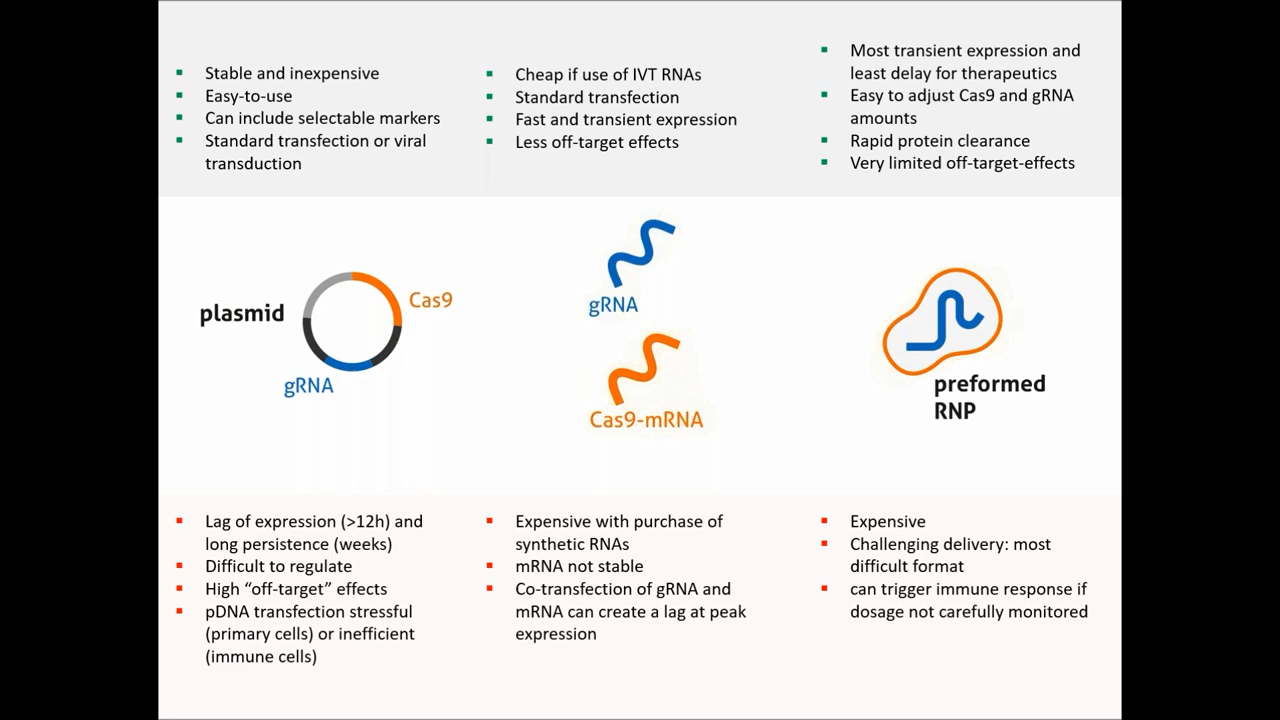 Stable and inexpensive
Easy-to-use
Can include selectable markers
Standard transfection or viral
transduction
Cheap if use of IVT RNAs
Standard transfection
Fast and transient expression
Less off-target effects
Most transient expression and
least delay for therapeutics
Easy to adjust Cas9 and gRNA
amounts
Rapid protein clearance
Very limited off-target-effects
plasmid
Cas9
gRNA
gRNA
Cas9-mRNA
preformed
RNP
Lag of expression (>12h) and
long persistence (weeks)
Difficult to regulate
High “off-target” effects
pDNA transfection stressful
(primary cells) or inefficient
(immune cells)
Expensive with purchase of
synthetic RNAs
mRNA not stable
Co-transfection of gRNA and
mRNA can create a lag at peak
expression
Expensive
Challenging delivery: most
difficult format
can trigger immune response if
dosage not carefully monitored